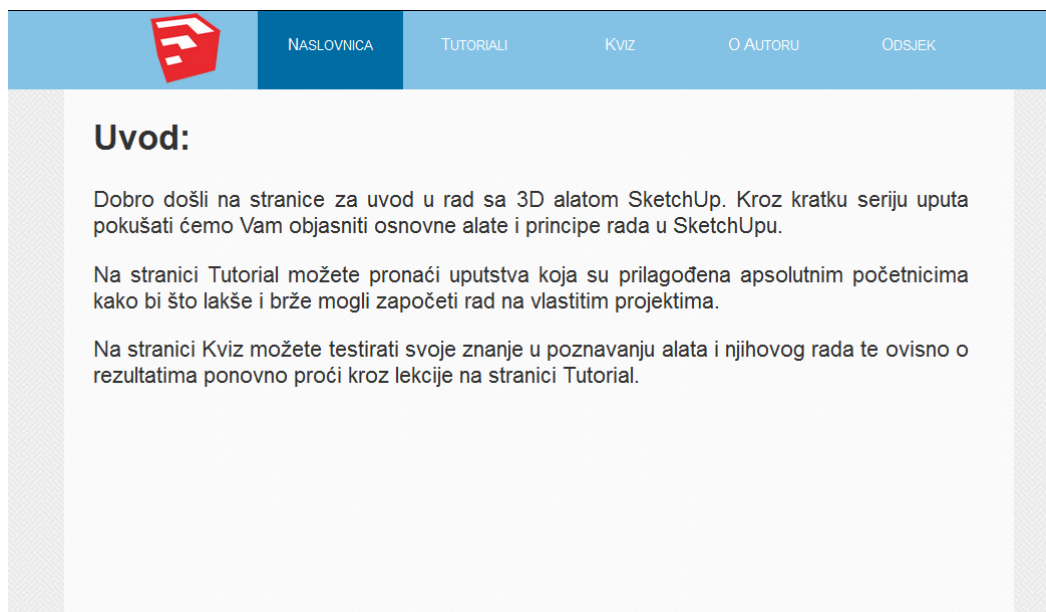 Naslovnica Tutoriali Kviz O Autoru Odsjek
Uvod:
Dobro došli na stranice za uvod u rad sa 3D alatom SketchUp. Kroz kratku seriju uputa
pokušati ćemo Vam objasniti osnovne alate i principe rada u SketchUpu.
Na stranici Tutorial možete pronaći uputstva koja su prilagođena apsolutnim početnicima
kako bi što lakše i brže mogli započeti rad na vlastitim projektima.
Na stranici Kviz možete testirati svoje znanje u poznavanju alata i njihovog rada te ovisno o
rezultatima ponovno proći kroz lekcije na stranici Tutorial.